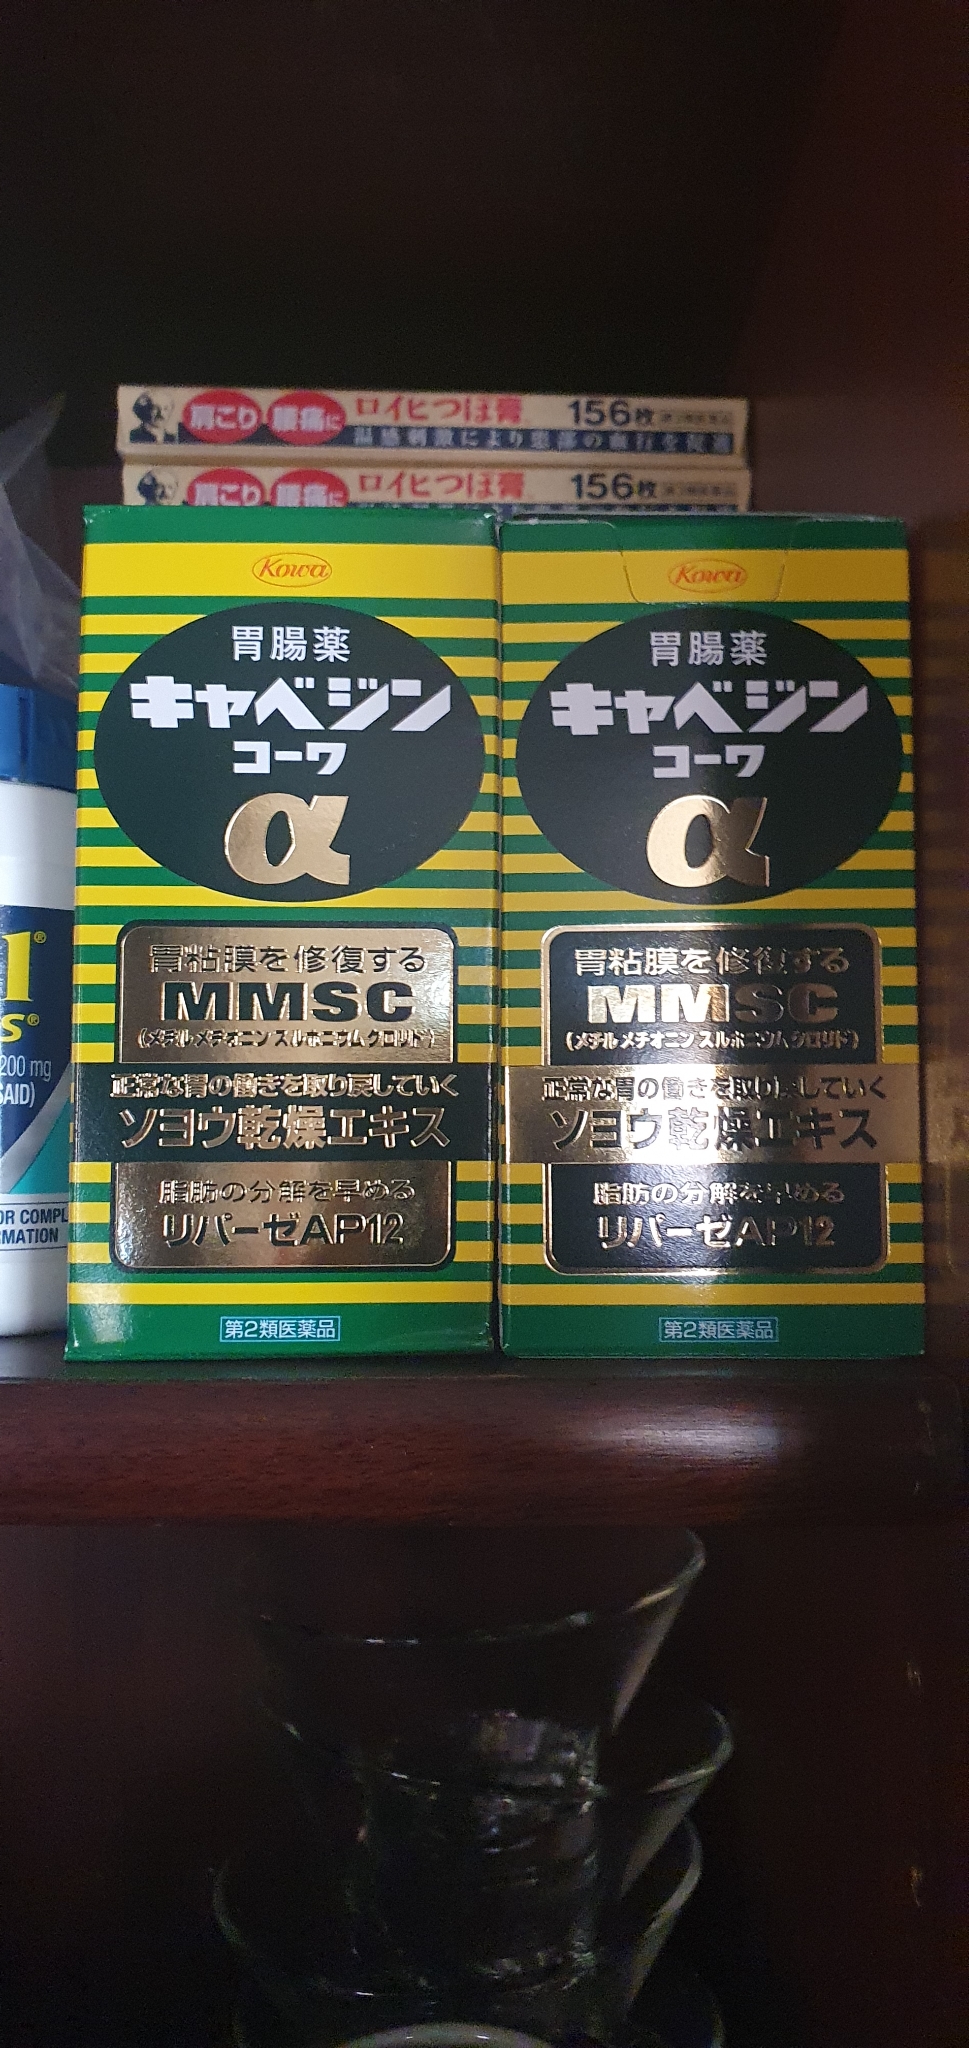 肩こり 腰痛に ロイヒつぼ膏 156枚
温感刺激により患部の血行を促進
肩こり 腰痛に ロイヒつぼ膏 156枚
Kowa
胃腸薬
キャベジン
コーワ
α
胃粘膜を修復する
MMSC
(メチルメチオニンスルホニウムクロリド)
正常な胃の働きを取り戻していく
ソヨウ乾燥エキス
脂肪の分解を早める
リパーゼAP12
第2類医薬品
Kowa
胃腸薬
キャベジン
コーワ
α
胃粘膜を修復する
MMSC
(メチルメチオニンスルホニウムクロリド)
正常な胃の働きを取り戻していく
ソヨウ乾燥エキス
脂肪の分解を早める
リパーゼAP12
第2類医薬品
l®
s®
200 mg
SAID)
OR COMPL
RMATION